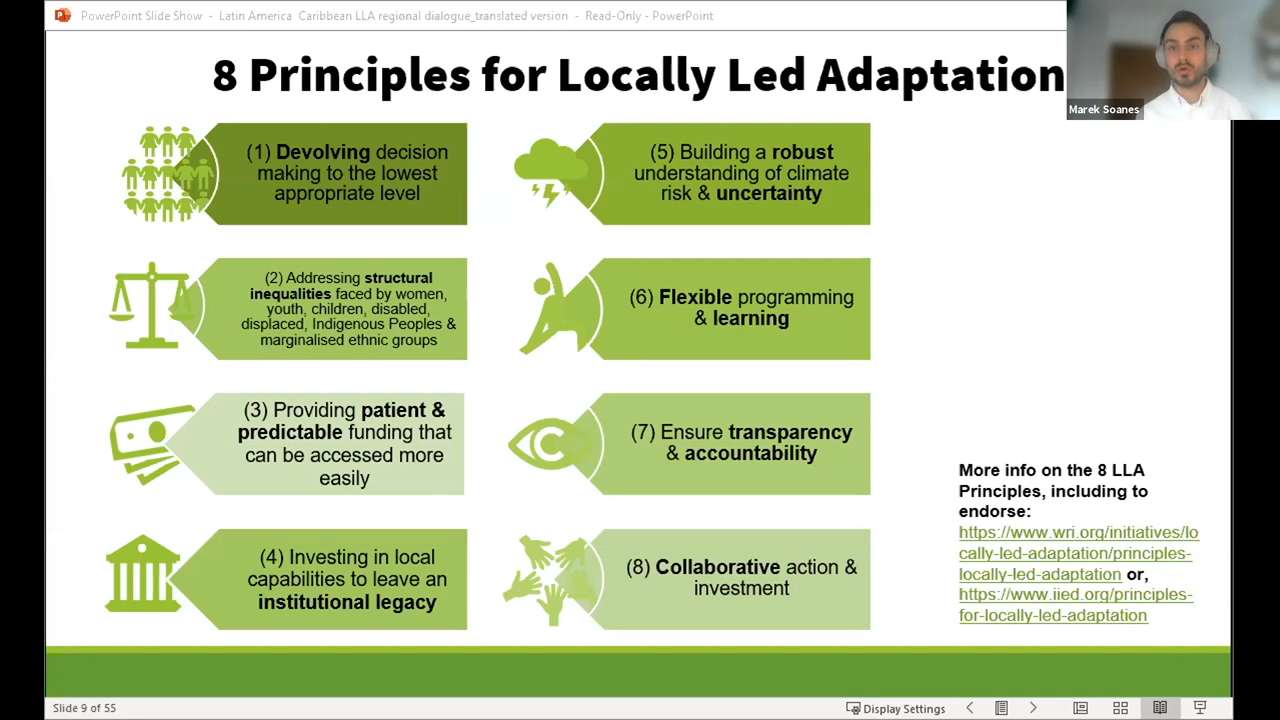 PowerPoint Slide Show - Latin America Caribbean LLA regional dialogue_translated version - Read-Only - PowerPoint
8 Principles for Locally Led Adaptation
Marek Soanes
(1) Devolving decision
making to the lowest
appropriate level
(2) Addressing structural
inequalities faced by women,
youth, children, disabled,
displaced, Indigenous Peoples &
marginalised ethnic groups
(3) Providing patient &
predictable funding that
can be accessed more
easily
(4) Investing in local
capabilities to leave an
institutional legacy
(5) Building a robust
understanding of climate
risk & uncertainty
(6) Flexible programming
& learning
(7) Ensure transparency
& accountability
(8) Collaborative action &
investment
More info on the 8 LLA
Principles, including to
endorse:
https://www.wri.org/initiatives/lo
cally-led-adaptation/principles-
locally-led-adaptation or,
https://www.iied.org/principles-
for-locally-led-adaptation
Slide 9 of 55
Display Settings